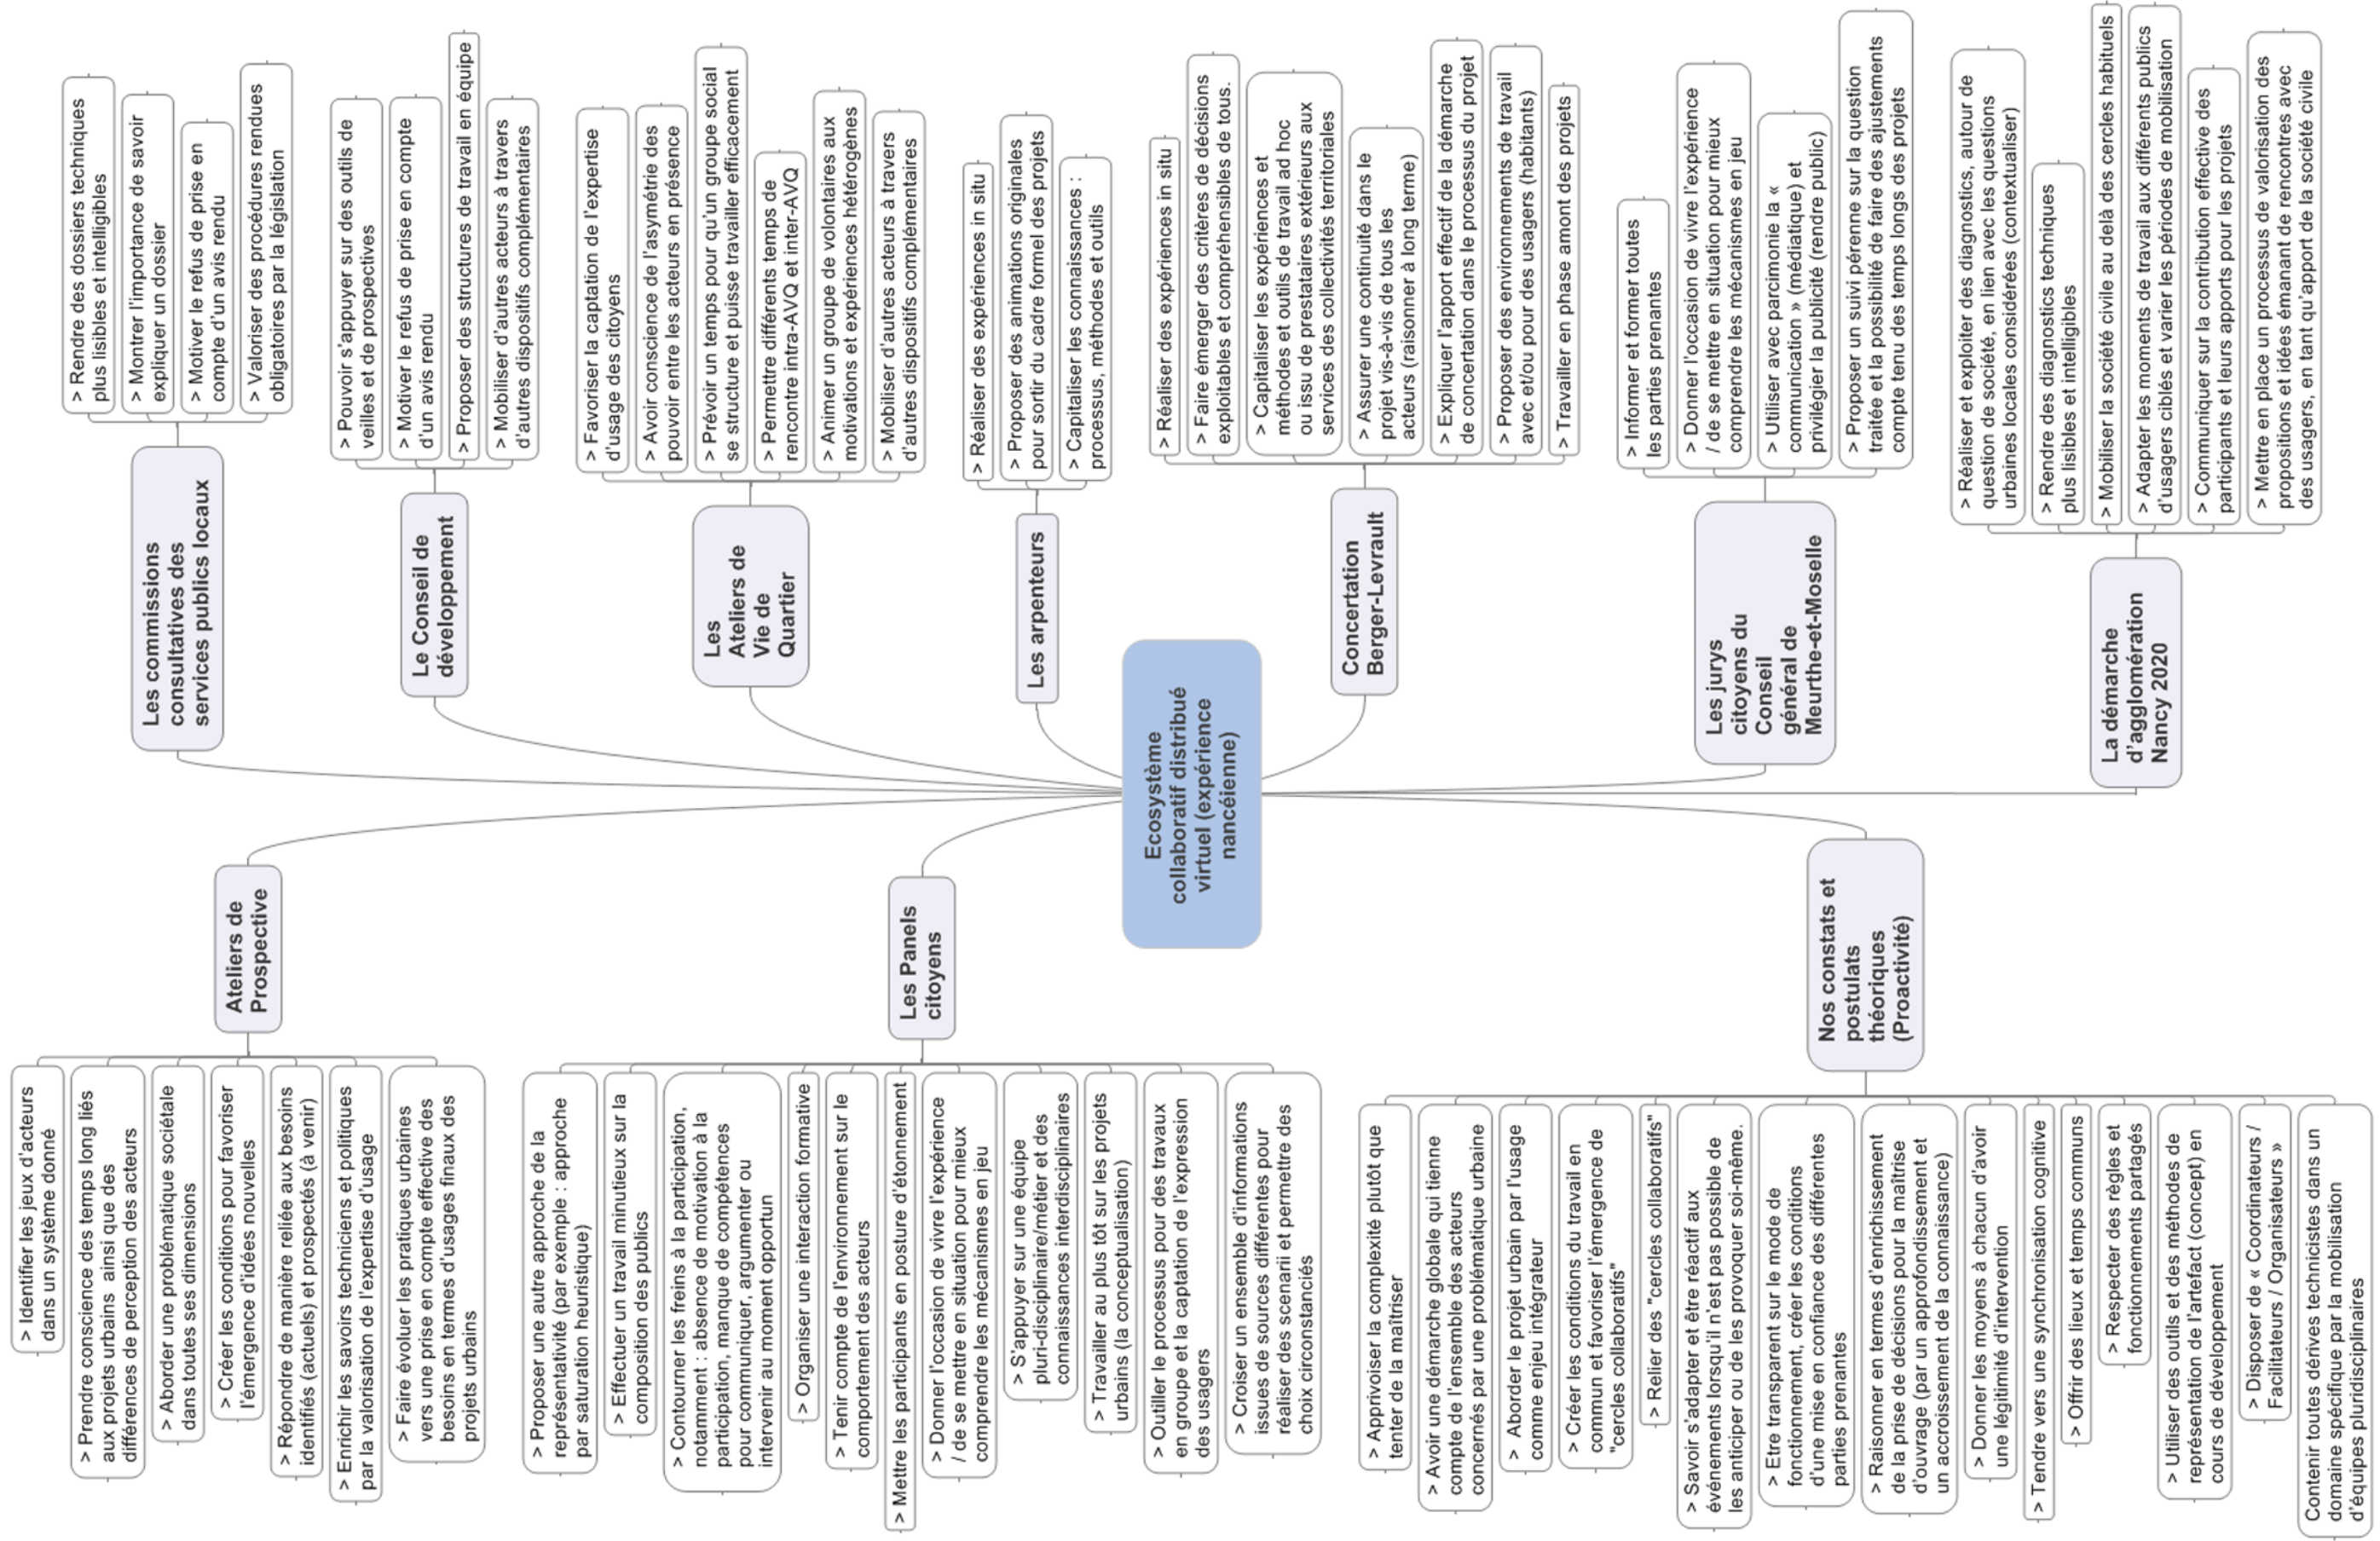 Ecosystème
collaboratif distribué
virtuel (expérience
nancéienne)
Les commissions
consultatives des
services publics locaux
> Rendre des dossiers techniques
plus lisibles et intelligibles
> Montrer l'importance de savoir
expliquer un dossier
> Motiver le refus de prise en
compte d'un avis rendu
> Valoriser des procédures rendues
obligatoires par la législation
Le Conseil de
développement
> Pouvoir s'appuyer sur des outils de
veilles et de prospectives
> Motiver le refus de prise en compte
d'un avis rendu
> Proposer des structures de travail en équipe
> Mobiliser d'autres acteurs à travers
d'autres dispositifs complémentaires
Les
Ateliers de
Vie de
Quartier
> Favoriser la captation de l'expertise
d'usage des citoyens
> Avoir conscience de l'asymétrie des
pouvoir entre les acteurs en présence
> Prévoir un temps pour qu'un groupe social
se structure et puisse travailler efficacement
> Permettre différents temps de
rencontre intra-AVQ et inter-AVQ
> Animer un groupe de volontaires aux
motivations et expériences hétérogènes
> Mobiliser d'autres acteurs à travers
d'autres dispositifs complémentaires
Les arpenteurs
> Réaliser des expériences in situ
> Proposer des animations originales
pour sortir du cadre formel des projets
> Capitaliser les connaissances :
processus, méthodes et outils
Concertation
Berger-Levrault
> Réaliser des expériences in situ
> Faire émerger des critères de décisions
exploitables et compréhensibles de tous.
> Capitaliser les expériences et
méthodes et outils de travail ad hoc
ou issu de prestataires extérieurs aux
services des collectivités territoriales
> Assurer une continuité dans le
projet vis-à-vis de tous les
acteurs (raisonner à long terme)
> Expliquer l'apport effectif de la démarche
de concertation dans le processus du projet
> Proposer des environnements de travail
avec et/ou pour des usagers (habitants)
> Travailler en phase amont des projets
Les jurys
citoyens du
Conseil
général de
Meurthe-et-Moselle
> Informer et former toutes
les parties prenantes
> Donner l'occasion de vivre l'expérience
/ de se mettre en situation pour mieux
comprendre les mécanismes en jeu
> Utiliser avec parcimonie la «
communication » (médiatique) et
privilégier la publicité (rendre public)
> Proposer un suivi pérenne sur la question
traitée et la possibilité de faire des ajustements
compte tenu des temps longs des projets
La démarche
d'agglomération
Nancy 2020
> Réaliser et exploiter des diagnostics, autour de
question de société, en lien avec les questions
urbaines locales considérées (contextualiser)
> Rendre des diagnostics techniques
plus lisibles et intelligibles
> Mobiliser la société civile au delà des cercles habituels
> Adapter les moments de travail aux différents publics
d'usagers ciblés et varier les périodes de mobilisation
> Communiquer sur la contribution effective des
participants et leurs apports pour les projets
> Mettre en place un processus de valorisation des
propositions et idées émanant de rencontres avec
des usagers, en tant qu'apport de la société civile
Ateliers de
Prospective
> Identifier les jeux d'acteurs
dans un système donné
> Prendre conscience des temps long liés
aux projets urbains ainsi que des
différences de perception des acteurs
> Aborder une problématique sociétale
dans toutes ses dimensions
> Créer les conditions pour favoriser
l'émergence d'idées nouvelles
> Répondre de manière reliée aux besoins
identifiés (actuels) et prospectés (à venir)
> Enrichir les savoirs techniciens et politiques
par la valorisation de l'expertise d'usage
> Faire évoluer les pratiques urbaines
vers une prise en compte effective des
besoins en termes d'usages finaux des
projets urbains
Les Panels
citoyens
> Proposer une autre approche de la
représentativité (par exemple : approche
par saturation heuristique)
> Effectuer un travail minutieux sur la
composition des publics
> Contourner les freins à la participation,
notamment : absence de motivation à la
participation, manque de compétences
pour communiquer, argumenter ou
intervenir au moment opportun
> Organiser une interaction formative
> Tenir compte de l'environnement sur le
comportement des acteurs
> Mettre les participants en posture d'étonnement
> Donner l'occasion de vivre l'expérience
/ de se mettre en situation pour mieux
comprendre les mécanismes en jeu
> S'appuyer sur une équipe
pluri-disciplinaire/métier et des
connaissances interdisciplinaires
> Travailler au plus tôt sur les projets
urbains (la conceptualisation)
> Outiller le processus pour des travaux
en groupe et la captation de l'expression
des usagers
> Croiser un ensemble d'informations
issues de sources différentes pour
réaliser des scenarii et permettre des
choix circonstanciés
Nos constats et
postulats
théoriques
(Proactivité)
> Apprivoiser la complexité plutôt que
tenter de la maîtriser
> Avoir une démarche globale qui tienne
compte de l'ensemble des acteurs
concernés par une problématique urbaine
> Aborder le projet urbain par l'usage
comme enjeu intégrateur
> Créer les conditions du travail en
commun et favoriser l'émergence de
"cercles collaboratifs"
> Relier des "cercles collaboratifs"
> Savoir s'adapter et être réactif aux
événements lorsqu'il n'est pas possible de
les anticiper ou de les provoquer soi-même.
> Etre transparent sur le mode de
fonctionnement, créer les conditions
d'une mise en confiance des différentes
parties prenantes
> Raisonner en termes d'enrichissement
de la prise de décisions pour la maîtrise
d'ouvrage (par un approfondissement et
un accroissement de la connaissance)
> Donner les moyens à chacun d'avoir
une légitimité d'intervention
> Tendre vers une synchronisation cognitive
> Offrir des lieux et temps communs
> Respecter des règles et
fonctionnements partagés
> Utiliser des outils et des méthodes de
représentation de l'artefact (concept) en
cours de développement
> Disposer de « Coordinateurs /
Facilitateurs / Organisateurs »
Contenir toutes dérives technicistes dans un
domaine spécifique par la mobilisation
d'équipes pluridisciplinaires